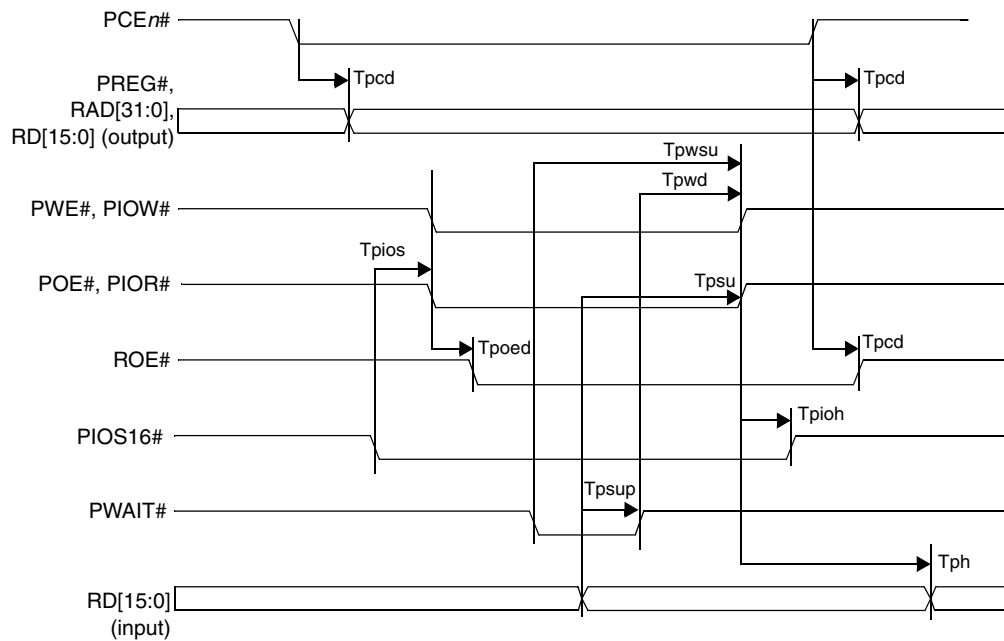 PCEn#
Tpcd
Tpcd
PREG#,
RAD[31:0],
RD[15:0] (output)
Tpwsu
Tpwd
PWE#, PIOW#
Tpios
POE#, PIOR#
Tpsu
Tpoed
Tpcd
ROE#
Tpioh
PIOS16#
Tpsup
PWAIT#
Tph
RD[15:0]
(input)